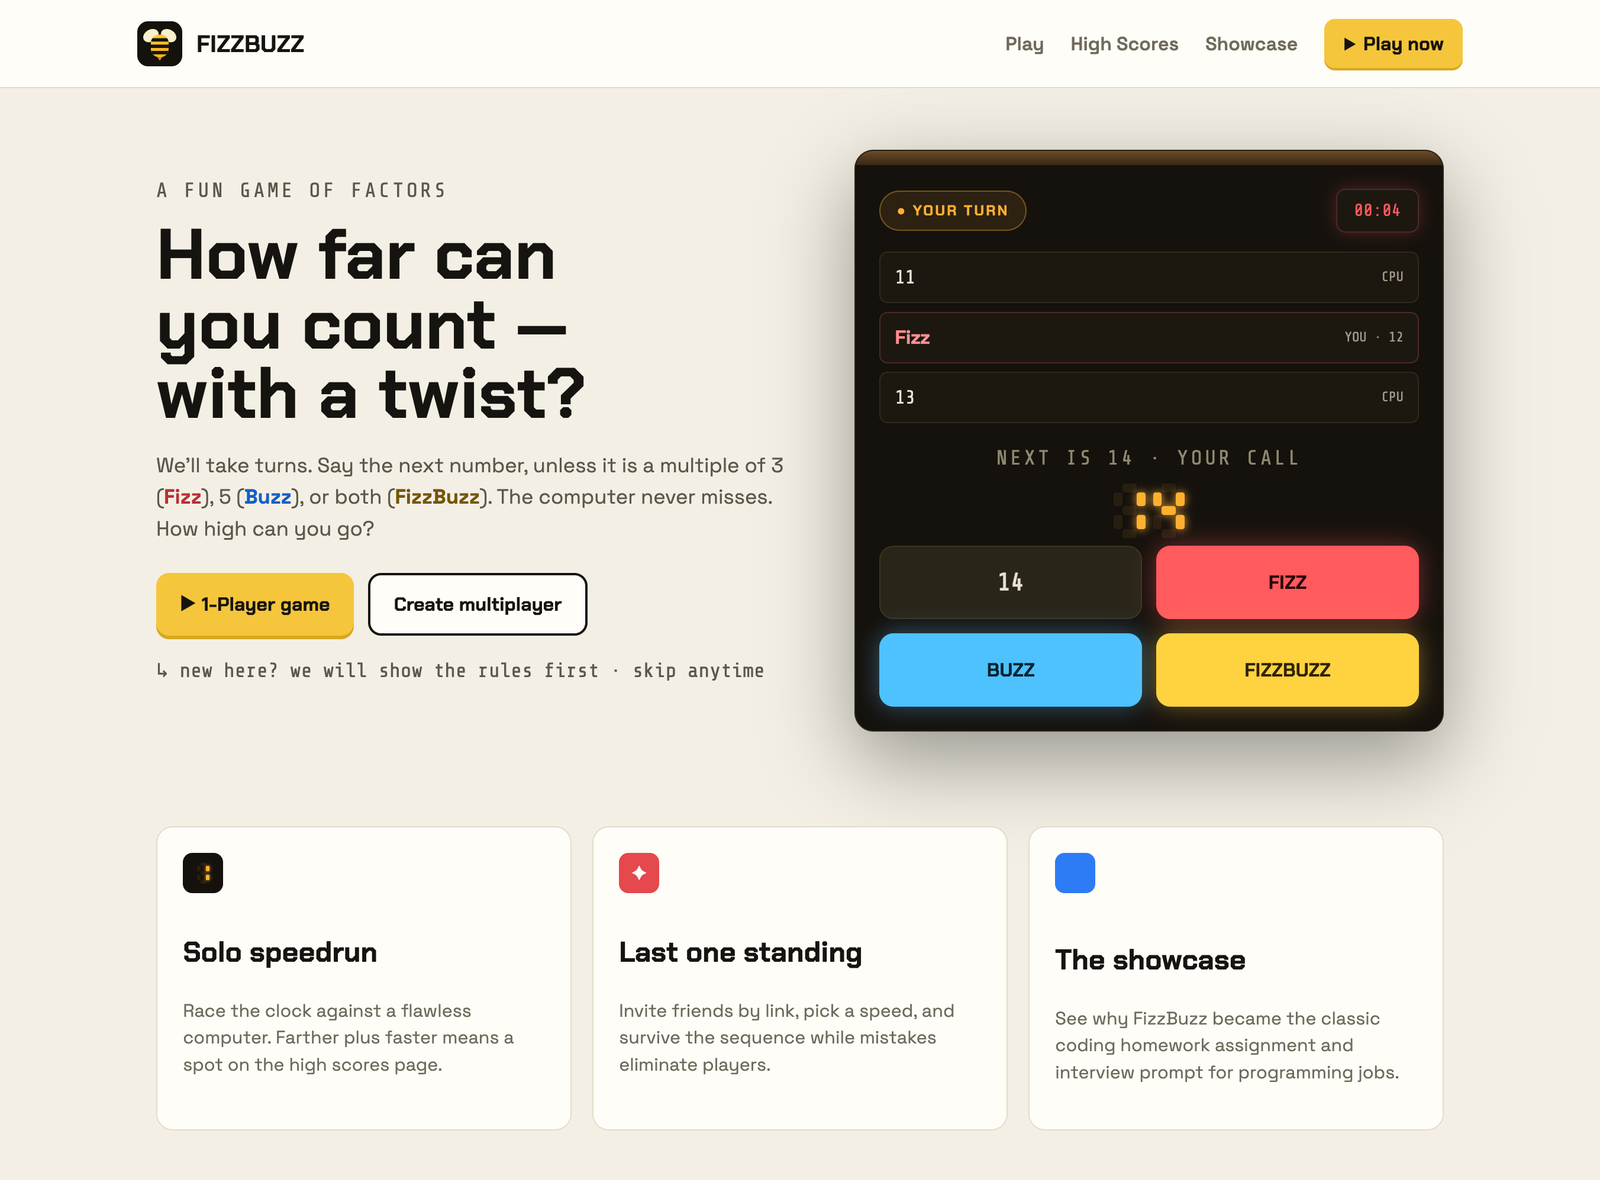 FIZZBUZZ
Play
High Scores
Showcase
▶ Play now
A FUN GAME OF FACTORS
How far can
you count —
with a twist?
We'll take turns. Say the next number, unless it is a multiple of 3
(Fizz), 5 (Buzz), or both (FizzBuzz). The computer never misses.
How high can you go?
▶ 1-Player game
Create multiplayer
↳ new here? we will show the rules first · skip anytime
• YOUR TURN
00:04
11
CPU
Fizz
YOU · 12
13
CPU
NEXT IS 14 · YOUR CALL
14
14
FIZZ
BUZZ
FIZZBUZZ
Solo speedrun
Race the clock against a flawless
computer. Farther plus faster means a
spot on the high scores page.
Last one standing
Invite friends by link, pick a speed, and
survive the sequence while mistakes
eliminate players.
The showcase
See why FizzBuzz became the classic
coding homework assignment and
interview prompt for programming jobs.